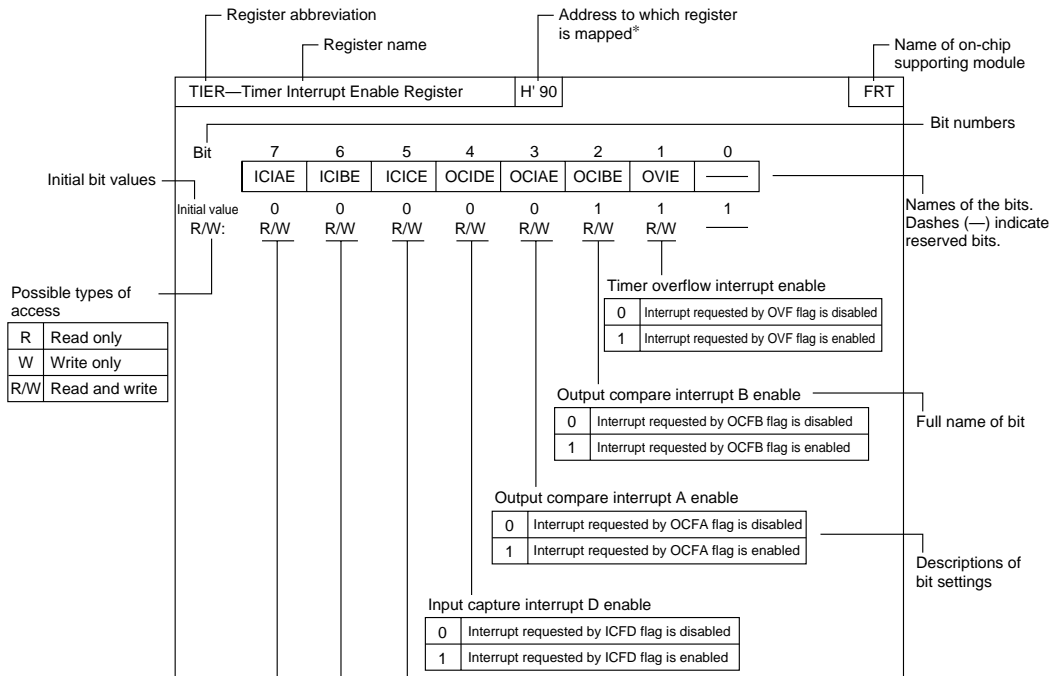 Register abbreviation
Register name
Address to which register
is mapped*
Name of on-chip
supporting module
TIER—Timer Interrupt Enable Register H' 90 FRT
Bit numbers
Bit 7 6 5 4 3 2 1 0
ICIAE ICIBE ICICE OCIDE OCIAE OCIBE OVIE —
Initial bit values
Initial value 0 0 0 0 0 1 1 1
R/W: R/W R/W R/W R/W R/W R/W R/W —
Names of the bits.
Dashes (—) indicate
reserved bits.
Possible types of
access
R Read only
W Write only
R/W Read and write
Timer overflow interrupt enable
0 Interrupt requested by OVF flag is disabled
1 Interrupt requested by OVF flag is enabled
Output compare interrupt B enable
0 Interrupt requested by OCFB flag is disabled
1 Interrupt requested by OCFB flag is enabled
Full name of bit
Output compare interrupt A enable
0 Interrupt requested by OCFA flag is disabled
1 Interrupt requested by OCFA flag is enabled
Descriptions of
bit settings
Input capture interrupt D enable
0 Interrupt requested by ICFD flag is disabled
1 Interrupt requested by ICFD flag is enabled